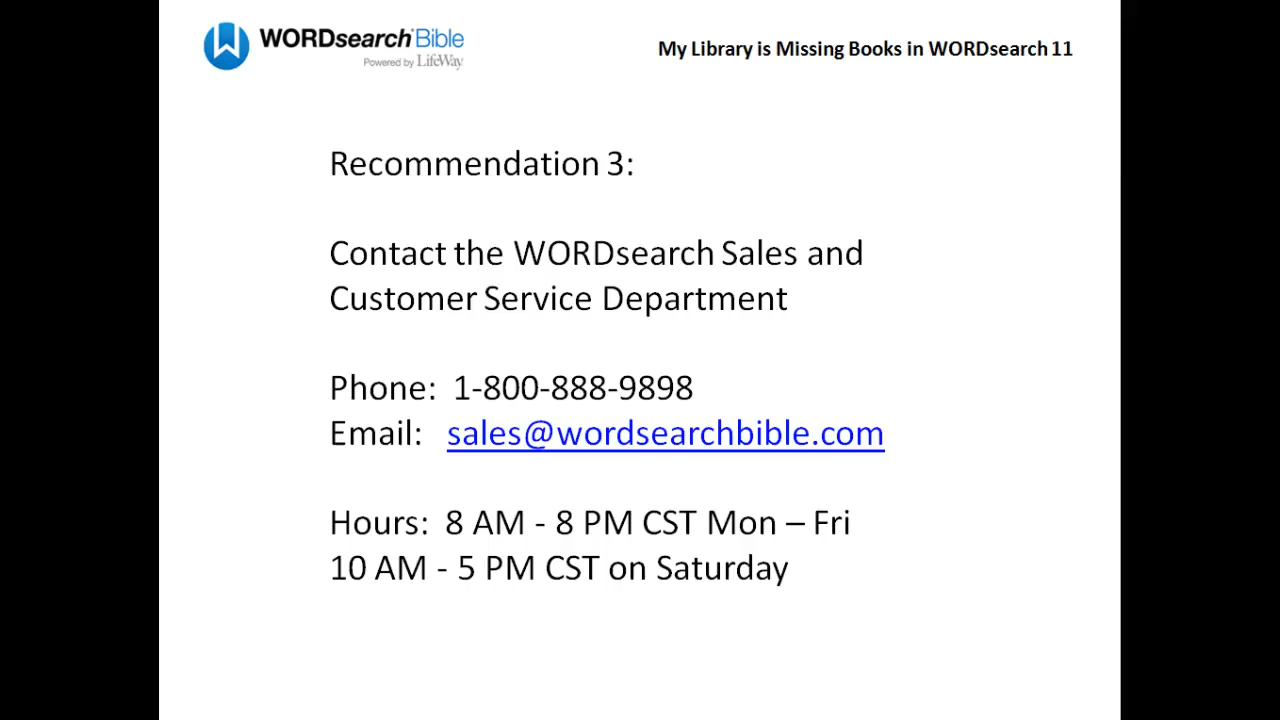 WORDsearch Bible
Powered by LifeWay
My Library is Missing Books in WORDsearch 11
Recommendation 3:
Contact the WORDsearch Sales and
Customer Service Department
Phone: 1-800-888-9898
Email: sales@wordsearchbible.com
Hours: 8 AM - 8 PM CST Mon – Fri
10 AM - 5 PM CST on Saturday